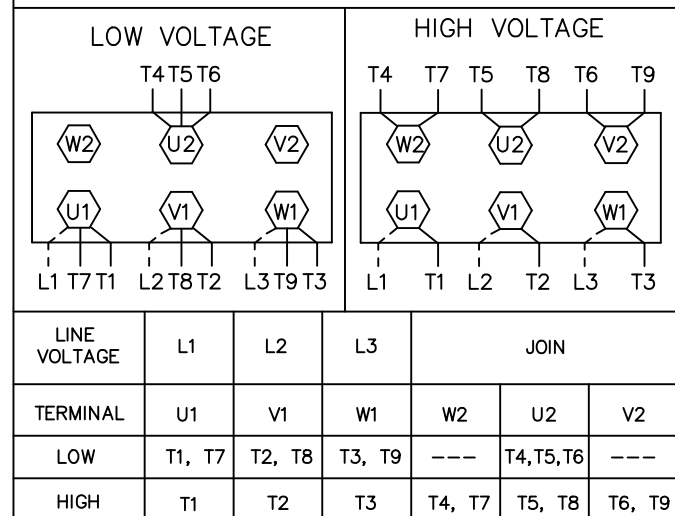 LOW VOLTAGE
T4 T5 T6
W2 U2 V2
U1 V1 W1
L1 T7 T1 L2 T8 T2 L3 T9 T3
HIGH VOLTAGE
T4 T7 T5 T8 T6 T9
W2 U2 V2
U1 V1 W1
L1 T1 L2 T2 L3 T3
LINE
VOLTAGE L1 L2 L3 JOIN
TERMINAL U1 V1 W1 W2 U2 V2
LOW T1, T7 T2, T8 T3, T9 --- T4,T5,T6 ---
HIGH T1 T2 T3 T4, T7 T5, T8 T6, T9